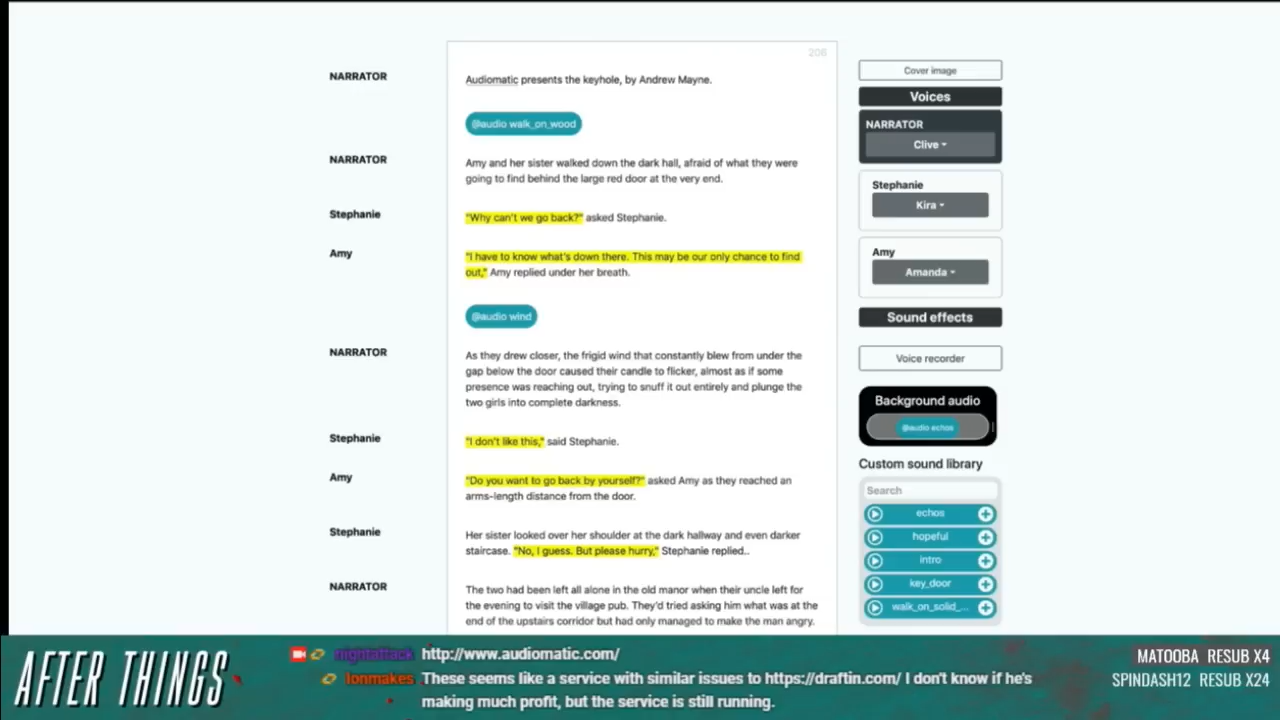 206
NARRATOR
Audiomatic presents the keyhole, by Andrew Mayne.
@audio walk_on_wood
NARRATOR
Amy and her sister walked down the dark hall, afraid of what they were
going to find behind the large red door at the very end.
Stephanie
"Why can't we go back?" asked Stephanie.
Amy
"I have to know what's down there. This may be our only chance to find
out," Amy replied under her breath.
@audio wind
NARRATOR
As they drew closer, the frigid wind that constantly blew from under the
gap below the door caused their candle to flicker, almost as if some
presence was reaching out, trying to snuff it out entirely and plunge the
two girls into complete darkness.
Stephanie
"I don't like this," said Stephanie.
Amy
"Do you want to go back by yourself?" asked Amy as they reached an
arms-length distance from the door.
Stephanie
Her sister looked over her shoulder at the dark hallway and even darker
staircase. "No, I guess. But please hurry," Stephanie replied..
NARRATOR
The two had been left all alone in the old manor when their uncle left for
the evening to visit the village pub. They'd tried asking him what was at the
end of the upstairs corridor but had only managed to make the man angry.
Cover image
Voices
NARRATOR
Clive
Stephanie
Kira
Amy
Amanda
Sound effects
Voice recorder
Background audio
@audio echos
Custom sound library
Search
echos
hopeful
intro
key_door
walk_on_solid_...
AFTER THINGS
nightattack http://www.audiomatic.com/
lonmakes These seems like a service with similar issues to https://draftin.com/ I don't know if he's
making much profit, but the service is still running.
MATOOBA RESUB X4
SPINDASH12 RESUB X24